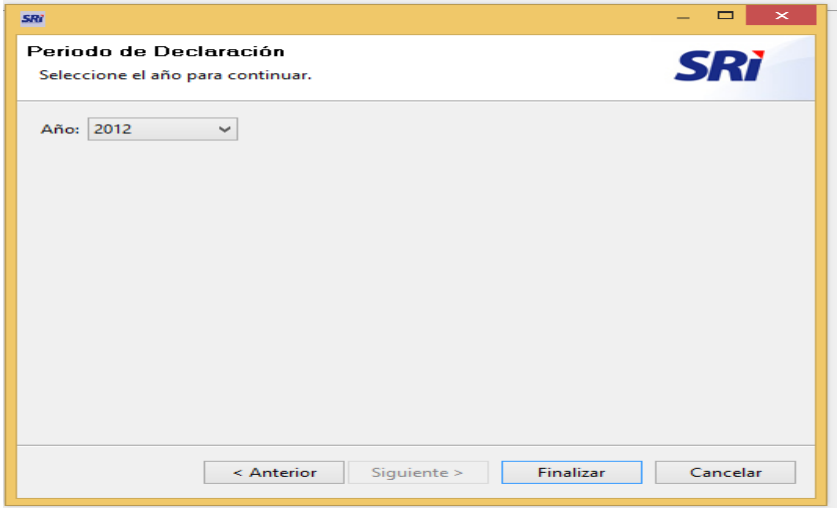 SRi
Periodo de Declaración
Seleccione el año para continuar.
SRi
Año: 2012
< Anterior Siguiente > Finalizar Cancelar